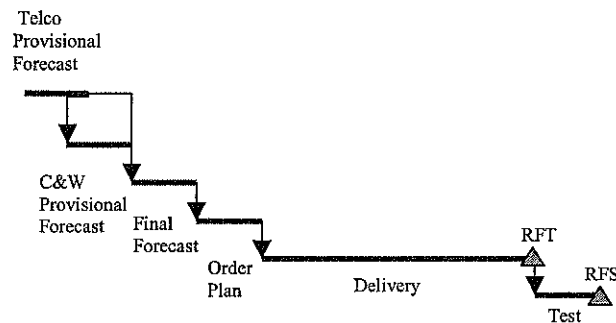 Telco
Provisional
Forecast
C&W
Provisional
Forecast
Final
Forecast
Order
Plan
Delivery
RFT
RFS
Test